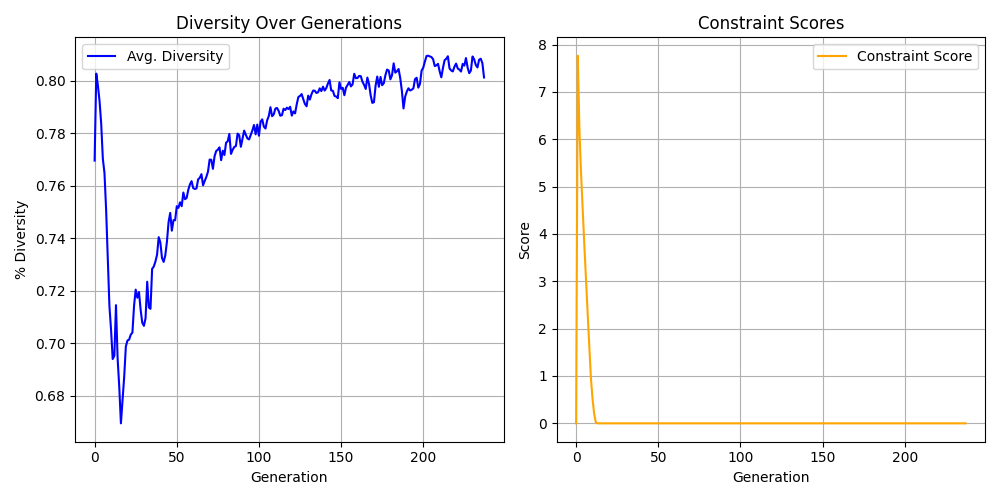 Diversity Over Generations
Avg. Diversity
% Diversity
0.80
0.78
0.76
0.74
0.72
0.70
0.68
0 50 100 150 200
Generation
Constraint Scores
Constraint Score
Score
8
7
6
5
4
3
2
1
0
0 50 100 150 200
Generation